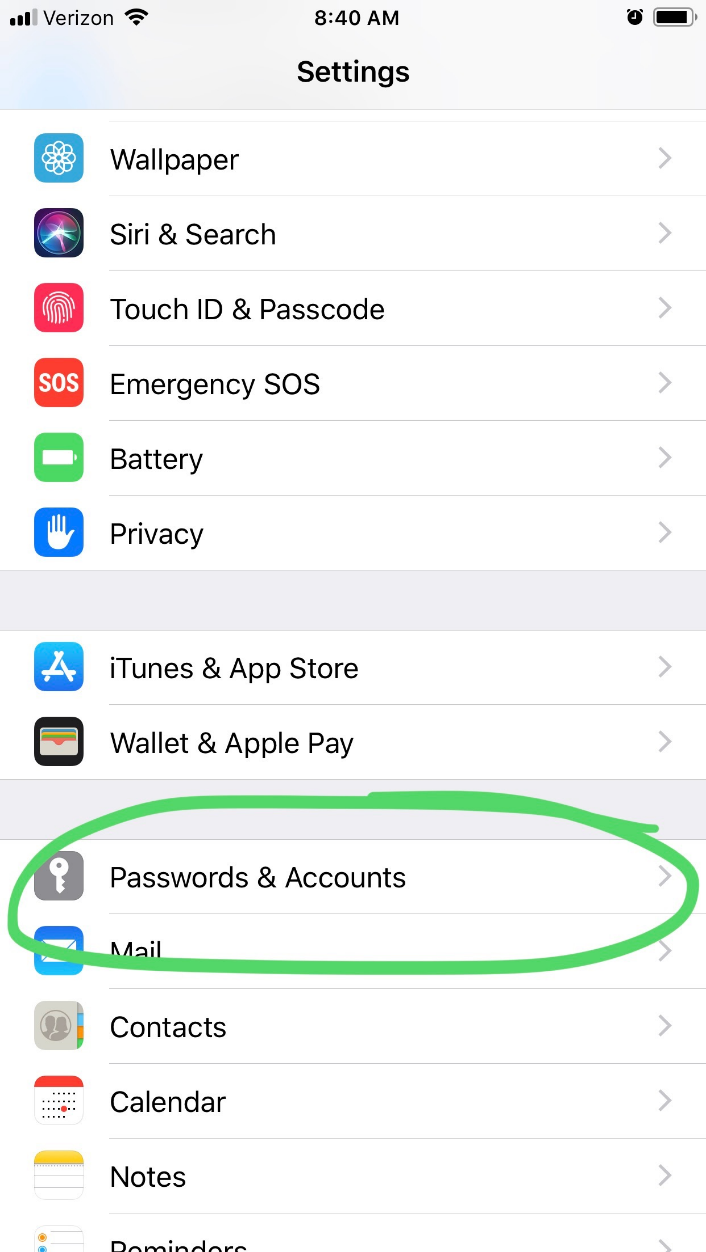 Verizon 8:40 AM
Settings
Wallpaper
Siri & Search
Touch ID & Passcode
SOS Emergency SOS
Battery
Privacy
iTunes & App Store
Wallet & Apple Pay
Passwords & Accounts
Mail
Contacts
Calendar
Notes
Reminders